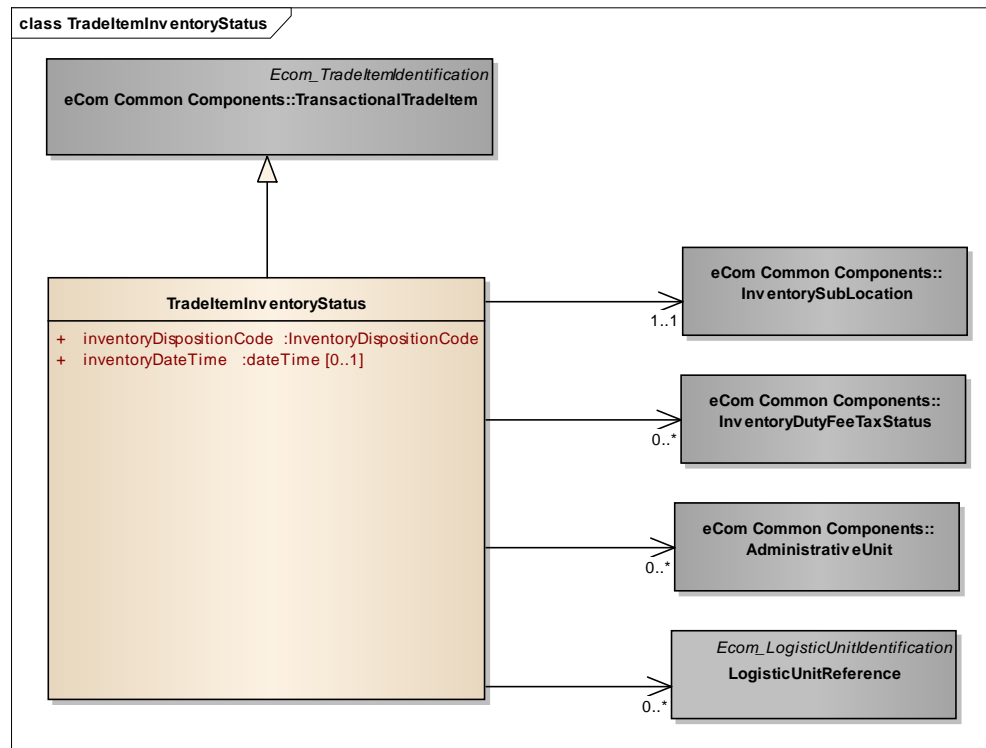 class TradeItemInventoryStatus
Ecom_TradeItemIdentification
eCom Common Components::TransactionalTradeItem
TradeItemInventoryStatus
+ inventoryDispositionCode :InventoryDispositionCode
+ inventoryDateTime :dateTime [0..1]
eCom Common Components::
InventorySubLocation
1..1
eCom Common Components::
InventoryDutyFeeTaxStatus
0..*
eCom Common Components::
AdministrativeUnit
0..*
Ecom_LogisticUnitIdentification
LogisticUnitReference
0..*